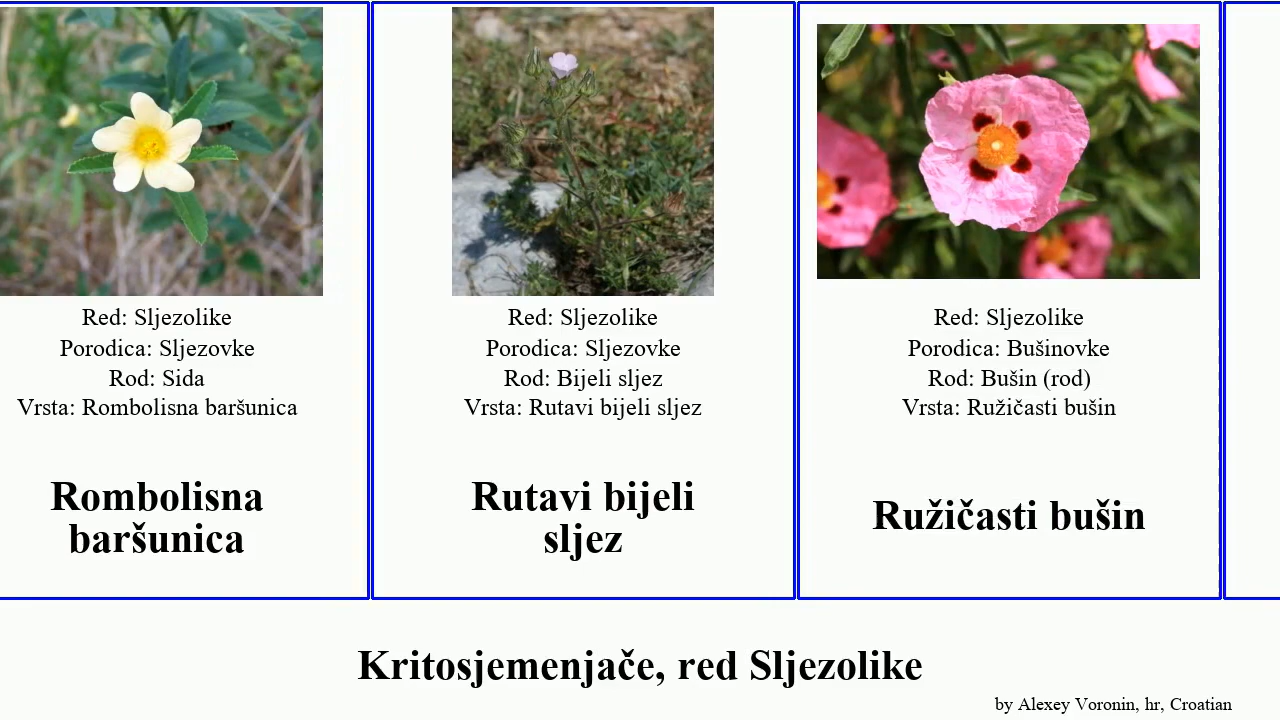 Red: Sljezolike
Porodica: Sljezovke
Rod: Sida
Vrsta: Rombolisna baršunica
Rombolisna
baršunica
Red: Sljezolike
Porodica: Sljezovke
Rod: Bijeli sljez
Vrsta: Rutavi bijeli sljez
Rutavi bijeli
sljez
Red: Sljezolike
Porodica: Bušinovke
Rod: Bušin (rod)
Vrsta: Ružičasti bušin
Ružičasti bušin
Kritosjemenjače, red Sljezolike
by Alexey Voronin, hr, Croatian